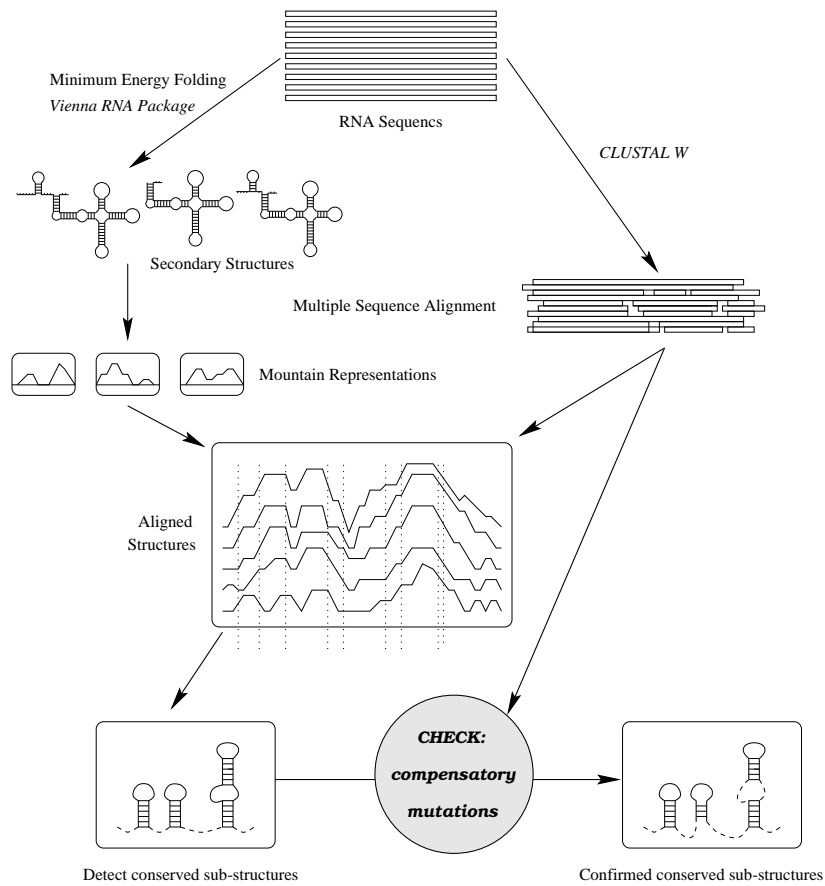 Minimum Energy Folding
Vienna RNA Package
RNA Sequencs
CLUSTAL W
Secondary Structures
Multiple Sequence Alignment
Mountain Representations
Aligned
Structures
CHECK:
compensatory
mutations
Detect conserved sub-structures
Confirmed conserved sub-structures